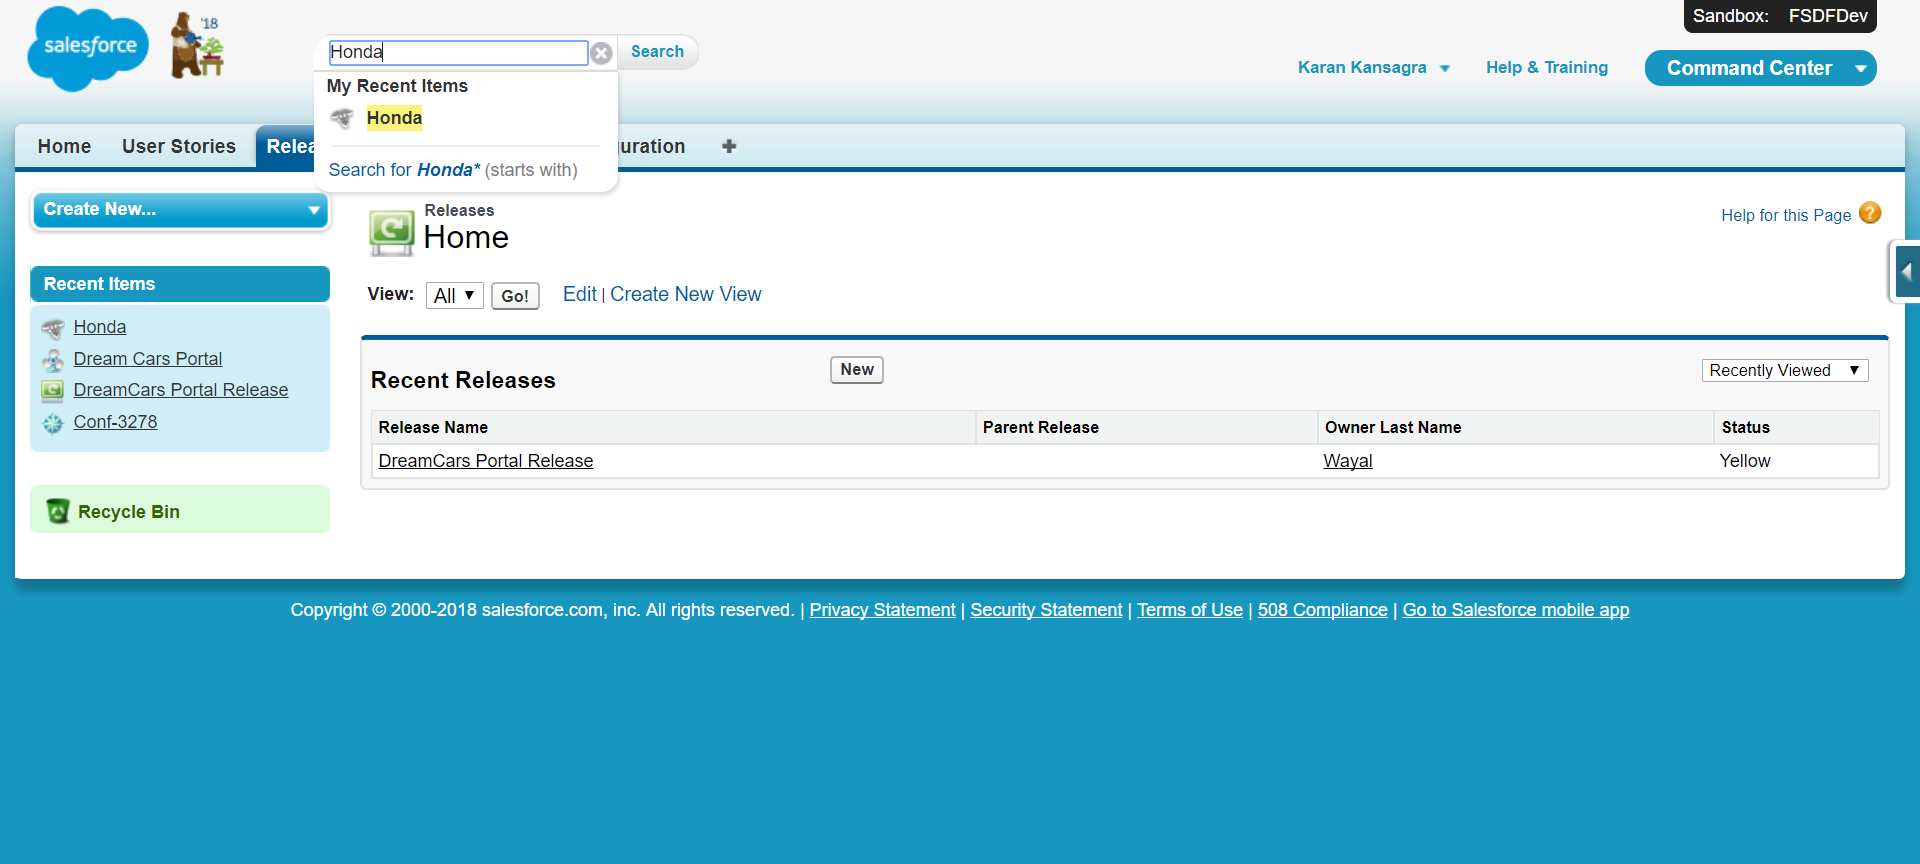 Sandbox: FSDFDev
salesforce
'18
Honda
Search
Karan Kansagra
Help & Training
Command Center
My Recent Items
Honda
Search for Honda* (starts with)
Home
User Stories
Relea
uration
Create New...
Releases
Home
Help for this Page ?
Recent Items
Honda
Dream Cars Portal
DreamCars Portal Release
Conf-3278
Recycle Bin
View: All Go! Edit | Create New View
Recent Releases
New
Recently Viewed
Release Name Parent Release Owner Last Name Status
DreamCars Portal Release Wayal Yellow
Copyright © 2000-2018 salesforce.com, inc. All rights reserved. | Privacy Statement | Security Statement | Terms of Use | 508 Compliance | Go to Salesforce mobile app